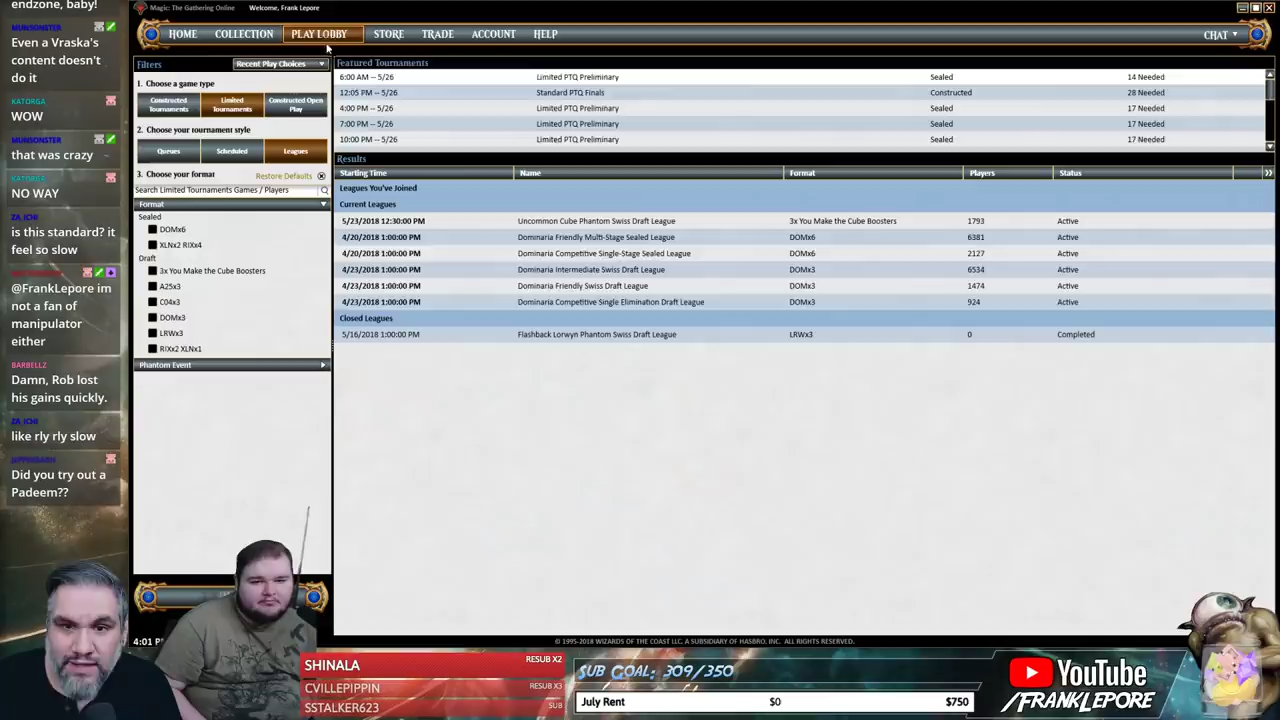 endzone, baby!
MUNSONSTER
Even a Vraska's
content doesn't
do it
KATORGA
WOW
MUNSONSTER
that was crazy
KATORGA
NO WAY
ZA_ICHI
is this standard? it
feel so slow
@FrankLepore im
not a fan of
manipulator
either
BARBELLZ
Damn, Rob lost
his gains quickly.
ZA_ICHI
like rly rly slow
Did you try out a
Padeem??
Magic: The Gathering Online Welcome, Frank Lepore
HOME COLLECTION PLAY LOBBY STORE TRADE ACCOUNT HELP CHAT
Filters Recent Play Choices
1. Choose a game type
Constructed Tournaments Limited Tournaments Constructed Open Play
2. Choose your tournament style
Queues Scheduled Leagues
3. Choose your format Restore Defaults
Search Limited Tournaments Games / Players
Format
Sealed
DOMx6
XLNx2 RIXx4
Draft
3x You Make the Cube Boosters
A25x3
C04x3
DOMx3
LRWx3
RIXx2 XLNx1
Phantom Event
Featured Tournaments
6:00 AM -- 5/26 Limited PTQ Preliminary Sealed 14 Needed
12:05 PM -- 5/26 Standard PTQ Finals Constructed 28 Needed
4:00 PM -- 5/26 Limited PTQ Preliminary Sealed 17 Needed
7:00 PM -- 5/26 Limited PTQ Preliminary Sealed 17 Needed
10:00 PM -- 5/26 Limited PTQ Preliminary Sealed 17 Needed
Results
Starting Time Name Format Players Status
Leagues You've Joined
Current Leagues
5/23/2018 12:30:00 PM Uncommon Cube Phantom Swiss Draft League 3x You Make the Cube Boosters 1793 Active
4/20/2018 1:00:00 PM Dominaria Friendly Multi-Stage Sealed League DOMx6 6381 Active
4/20/2018 1:00:00 PM Dominaria Competitive Single-Stage Sealed League DOMx6 2127 Active
4/23/2018 1:00:00 PM Dominaria Intermediate Swiss Draft League DOMx3 6534 Active
4/23/2018 1:00:00 PM Dominaria Friendly Swiss Draft League DOMx3 1474 Active
4/23/2018 1:00:00 PM Dominaria Competitive Single Elimination Draft League DOMx3 924 Active
Closed Leagues
5/16/2018 1:00:00 PM Flashback Lorwyn Phantom Swiss Draft League LRWx3 0 Completed
© 1995-2018 WIZARDS OF THE COAST LLC, A SUBSIDIARY OF HASBRO, INC. ALL RIGHTS RESERVED.
4:01
SHINALA RESUB X2
CVILLEPIPPIN RESUB X3
SSTALKER623 SUB
SUB GOAL: 309/350
July Rent $0 $750
YouTube
/FRANKLEPORE